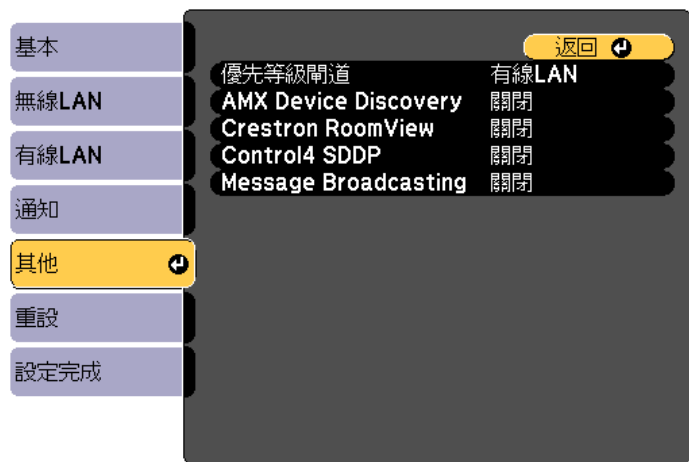 基本
無線LAN
有線LAN
通知
其他
重設
設定完成
返回
優先等級閘道 有線LAN
AMX Device Discovery 關閉
Crestron RoomView 關閉
Control4 SDDP 關閉
Message Broadcasting 關閉